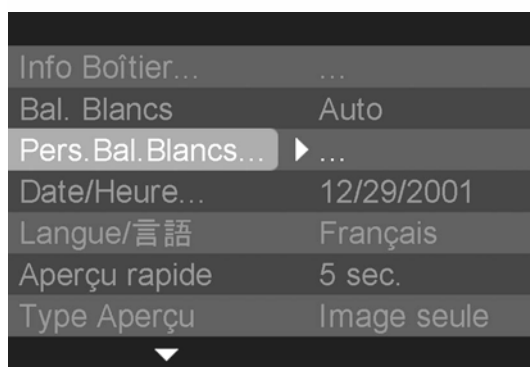 Info Boîtier... ...
Bal. Blancs Auto
Pers.Bal.Blancs... ...
Date/Heure... 12/29/2001
Langue/言語 Français
Aperçu rapide 5 sec.
Type Aperçu Image seule